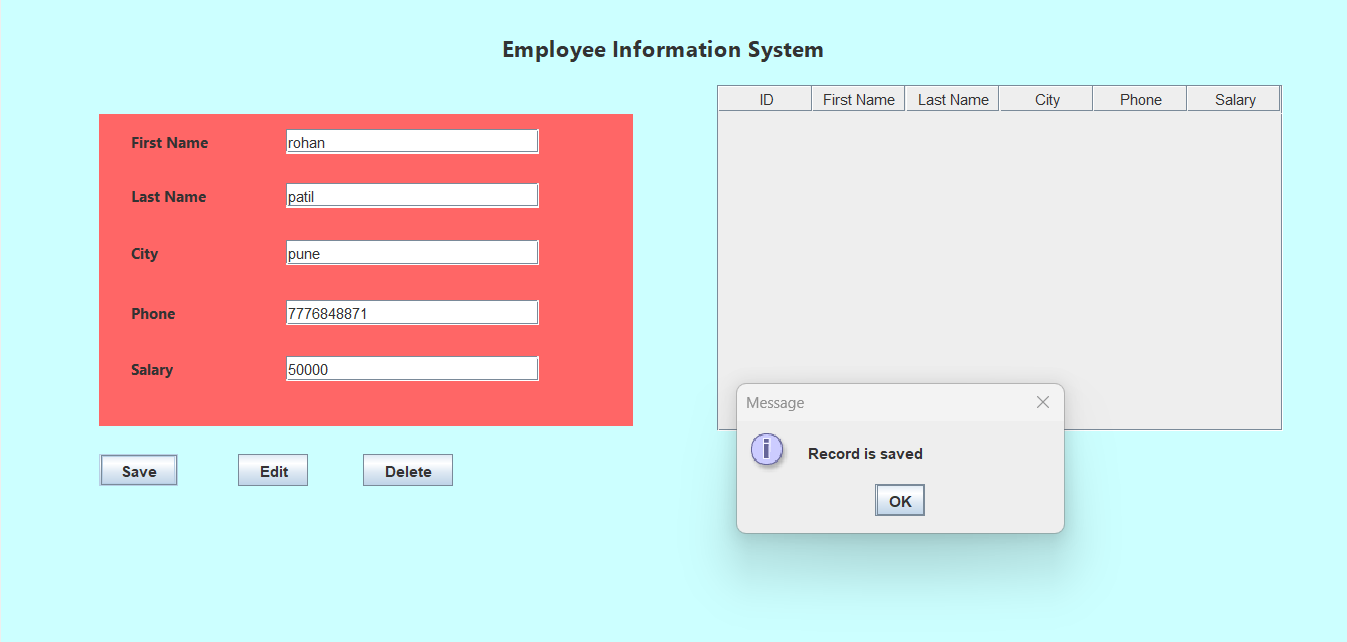 Employee Information System
ID First Name Last Name City Phone Salary
First Name rohan
Last Name patil
City pune
Phone 7776848871
Salary 50000
Save Edit Delete
Message
i Record is saved
OK